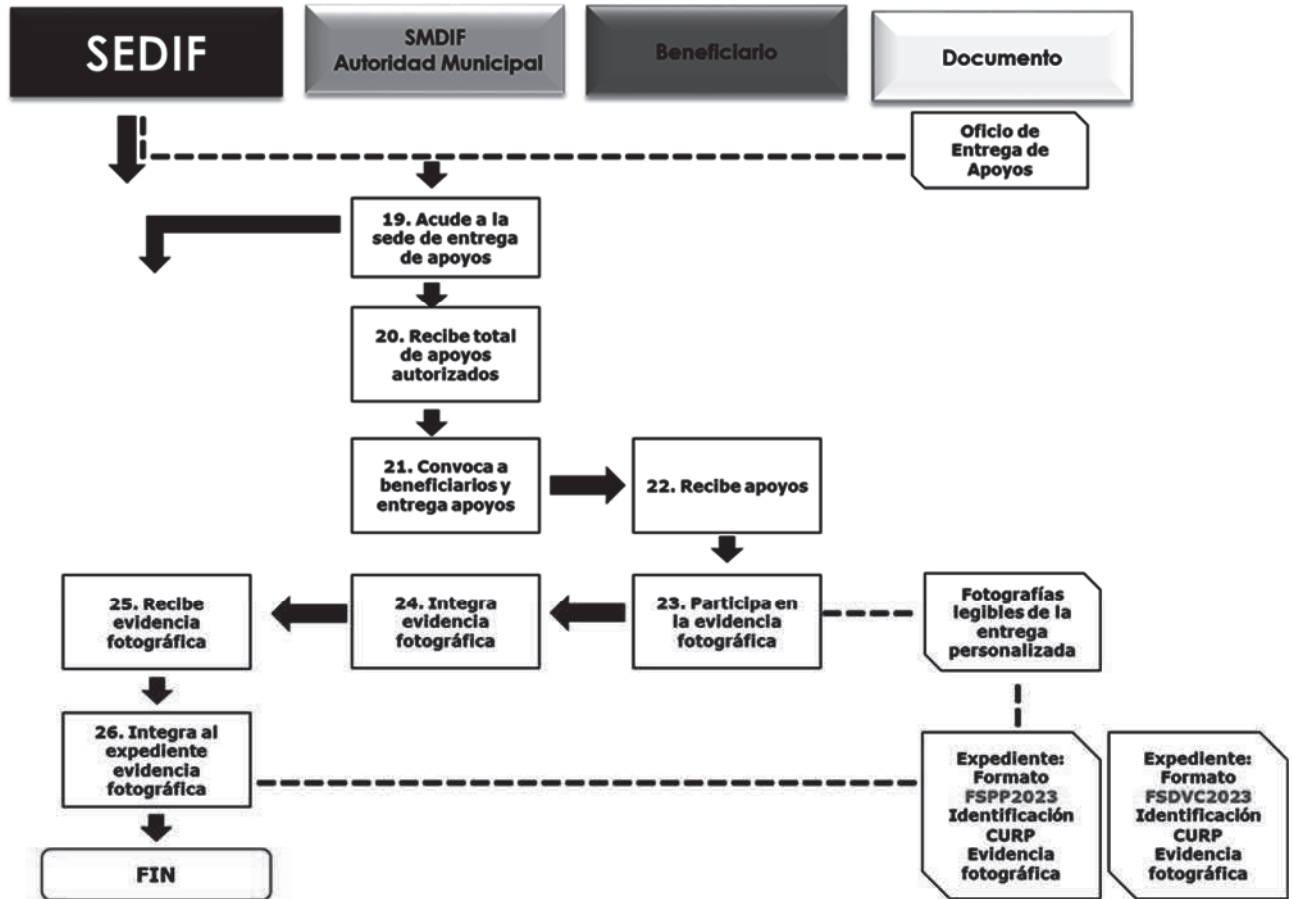 SEDIF
SMDIF
Autoridad Municipal
Beneficiario
Documento
Oficio de
Entrega de
Apoyos
19. Acude a la
sede de entrega
de apoyos
20. Recibe total
de apoyos
autorizados
21. Convoca a
beneficiarios y
entrega apoyos
22. Recibe apoyos
23. Participa en
la evidencia
fotográfica
Fotografías
legibles de la
entrega
personalizada
24. Integra
evidencia
fotográfica
25. Recibe
evidencia
fotográfica
26. Integra al
expediente
evidencia
fotográfica
Expediente:
Formato
FSPP2023
Identificación
CURP
Evidencia
fotográfica
Expediente:
Formato
FSDVC2023
Identificación
CURP
Evidencia
fotográfica
FIN